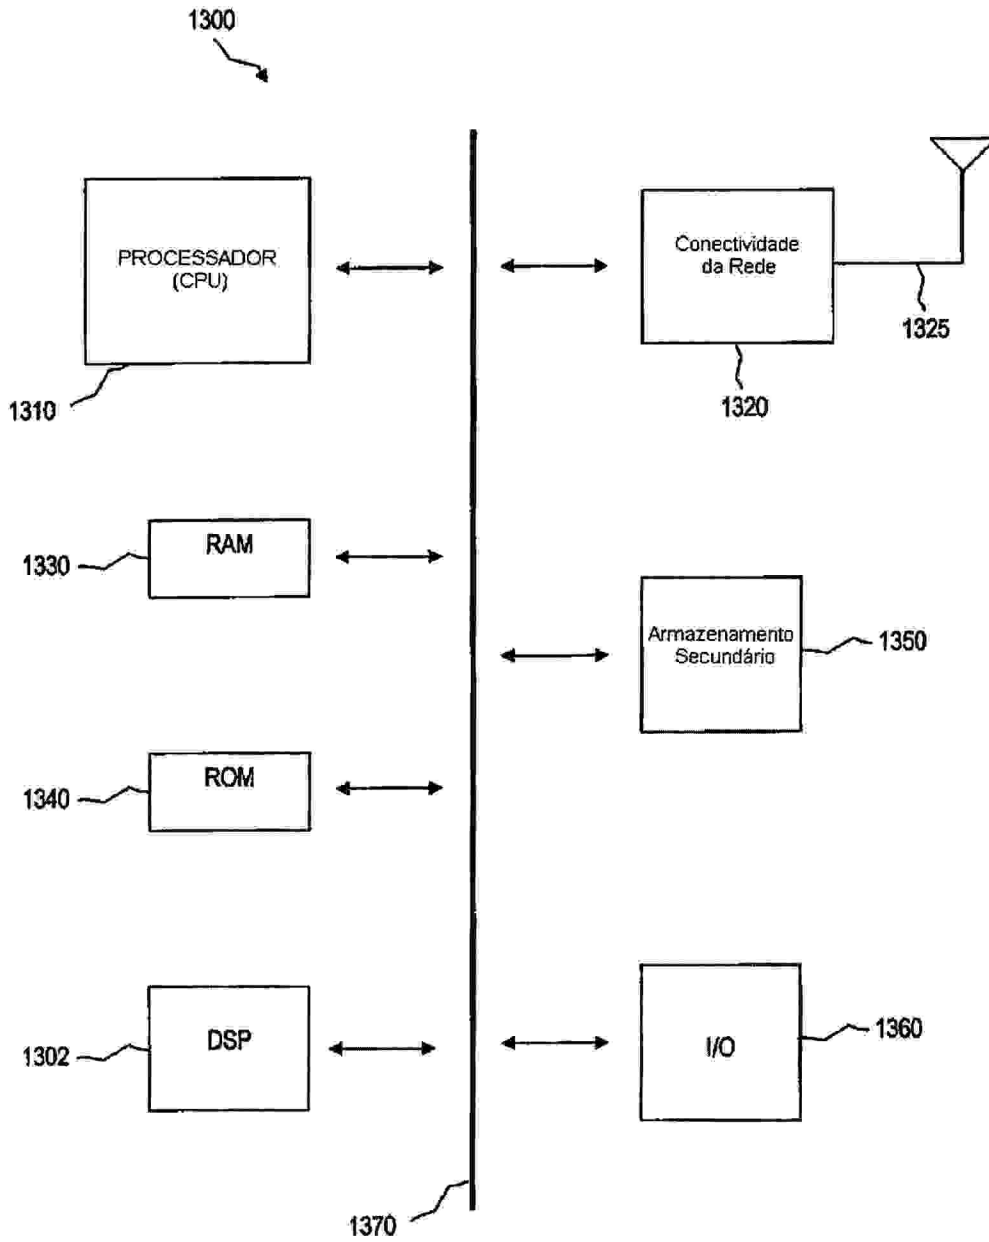 1300
PROCESSADOR
(CPU)
1310
Conectividade
da Rede
1325
1320
RAM
1330
Armazenamento
Secundário
1350
ROM
1340
DSP
1302
I/O
1360
1370